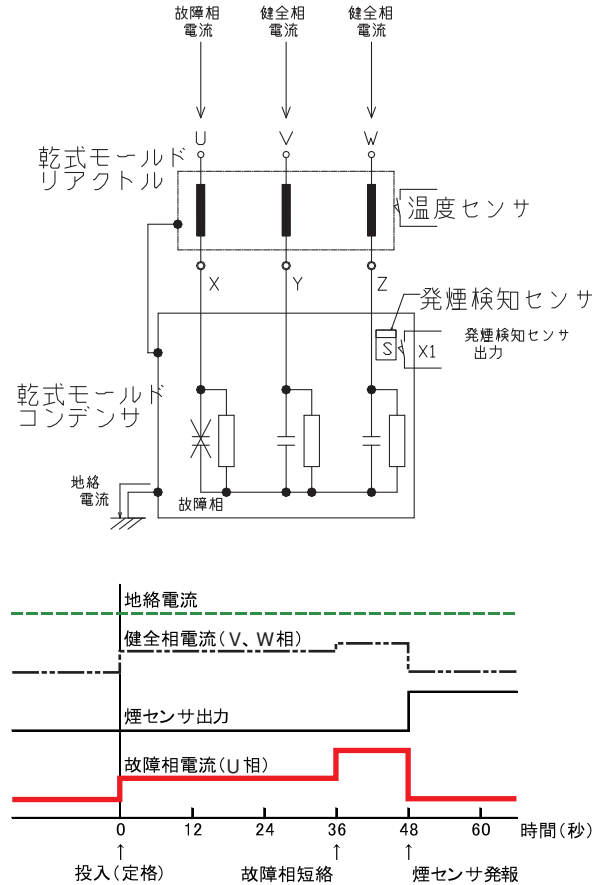 故障相
電流
健全相
電流
健全相
電流
U
V
W
乾式モールド
リアクトル
温度センサ
X
Y
Z
発煙検知センサ
S
X1
発煙検知センサ
出力
乾式モールド
コンデンサ
地絡
電流
故障相
地絡電流
健全相電流(V、W相)
煙センサ出力
故障相電流(U相)
0 12 24 36 48 60 時間(秒)
↑ ↑ ↑
投入(定格) 故障相短絡 煙センサ発報